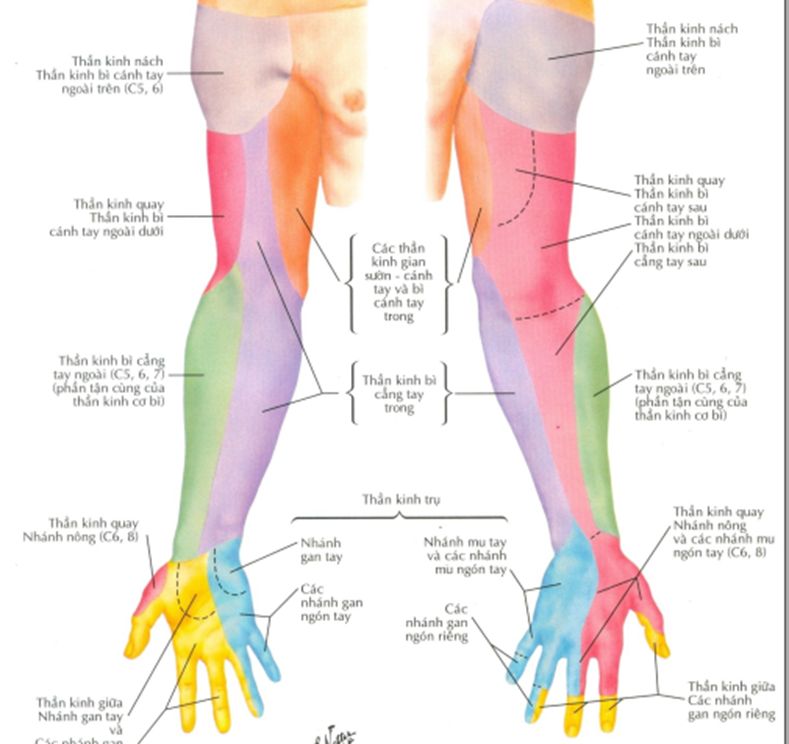 Thần kinh nách
Thần kinh bì cánh tay
ngoài trên (C5, 6)
Thần kinh quay
Thần kinh bì
cánh tay ngoài dưới
Thần kinh bì cẳng
tay ngoài (C5, 6, 7)
(phần tận cùng của
thần kinh cơ bì)
Thần kinh quay
Nhánh nông (C6, 8)
Thần kinh giữa
Nhánh gan tay
và
Các nhánh gan
Các thần
kinh gian
sườn - cánh
tay và bì
cánh tay
trong
Thần kinh bì
cẳng tay
trong
Thần kinh trụ
Nhánh
gan tay
Các
nhánh gan
ngón tay
Nhánh mu tay
và các nhánh
mu ngón tay
Các
nhánh gan
ngón riêng
Thần kinh nách
Thần kinh bì
cánh tay
ngoài trên
Thần kinh quay
Thần kinh bì
cánh tay sau
Thần kinh bì
cánh tay ngoài dưới
Thần kinh bì
cẳng tay sau
Thần kinh bì cẳng
tay ngoài (C5, 6, 7)
(phần tận cùng của
thần kinh cơ bì)
Thần kinh quay
Nhánh nông
và các nhánh mu
ngón tay (C6, 8)
Thần kinh giữa
Các nhánh
gan ngón riêng